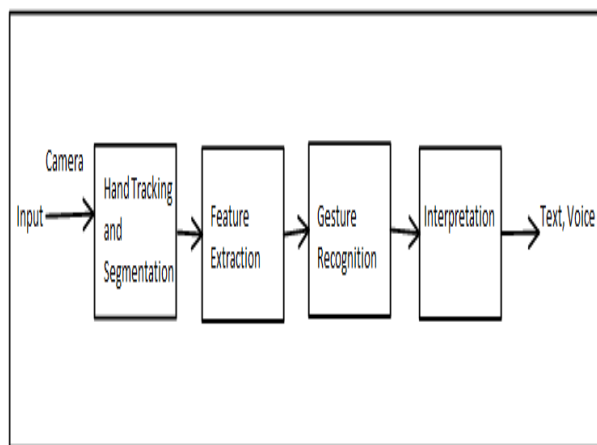 Camera
Input
Hand Tracking
and
Segmentation
Feature
Extraction
Gesture
Recognition
Interpretation
Text, Voice